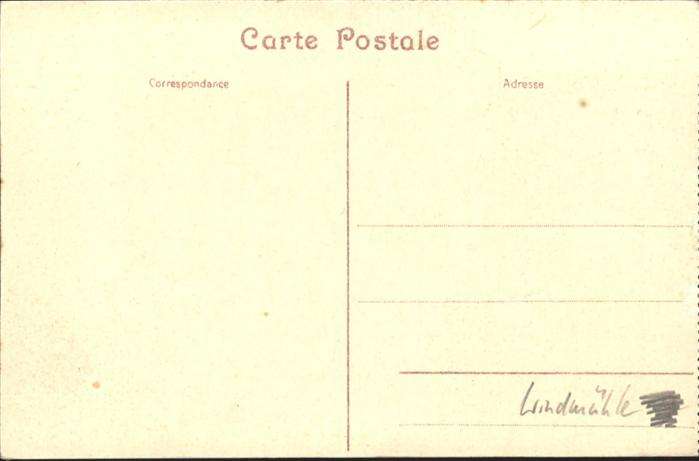 Carte Postale
Correspondance
Adresse
Windmühle